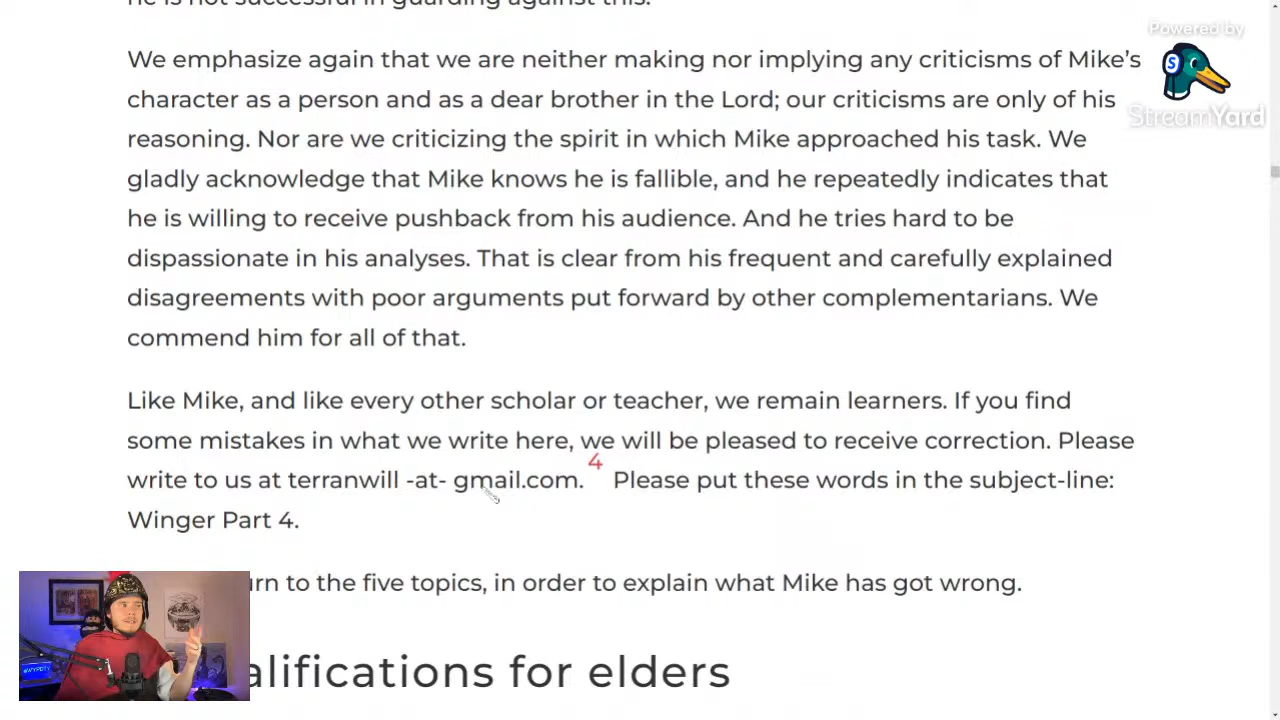 he is not successful in guarding against this.
Powered by
We emphasize again that we are neither making nor implying any criticisms of Mike’s
character as a person and as a dear brother in the Lord; our criticisms are only of his
StreamYard
reasoning. Nor are we criticizing the spirit in which Mike approached his task. We
gladly acknowledge that Mike knows he is fallible, and he repeatedly indicates that
he is willing to receive pushback from his audience. And he tries hard to be
dispassionate in his analyses. That is clear from his frequent and carefully explained
disagreements with poor arguments put forward by other complementarians. We
commend him for all of that.
Like Mike, and like every other scholar or teacher, we remain learners. If you find
some mistakes in what we write here, we will be pleased to receive correction. Please
write to us at terranwill -at- gmail.com. 4 Please put these words in the subject-line:
Winger Part 4.
urn to the five topics, in order to explain what Mike has got wrong.
alifications for elders